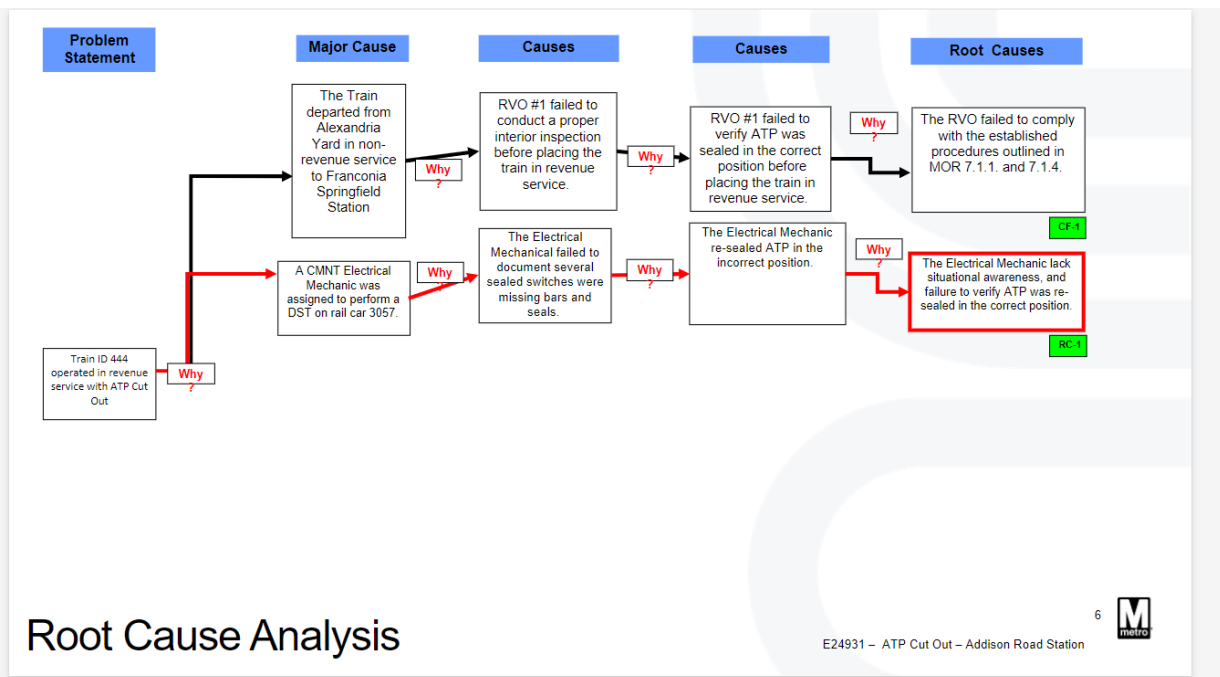 Problem
Statement
Major Cause
Causes
Causes
Root Causes
The Train
departed from
Alexandria
Yard in non-
revenue service
to Franconia
Springfield
Station
Why
?
RVO #1 failed to
conduct a proper
interior inspection
before placing the
train in revenue
service.
Why
?
RVO #1 failed to
verify ATP was
sealed in the correct
position before
placing the train in
revenue service.
Why
?
The RVO failed to comply
with the established
procedures outlined in
MOR 7.1.1. and 7.1.4.
CF-1
A CMNT Electrical
Mechanic was
assigned to perform a
DST on rail car 3057.
Why
?
The Electrical
Mechanical failed to
document several
sealed switches were
missing bars and
seals.
Why
?
The Electrical Mechanic
re-sealed ATP in the
incorrect position.
Why
?
The Electrical Mechanic lack
situational awareness, and
failure to verify ATP was re-
sealed in the correct position.
RC-1
Train ID 444
operated in revenue
service with ATP Cut
Out
Why
?
Root Cause Analysis
6
M
metro
E24931 – ATP Cut Out – Addison Road Station